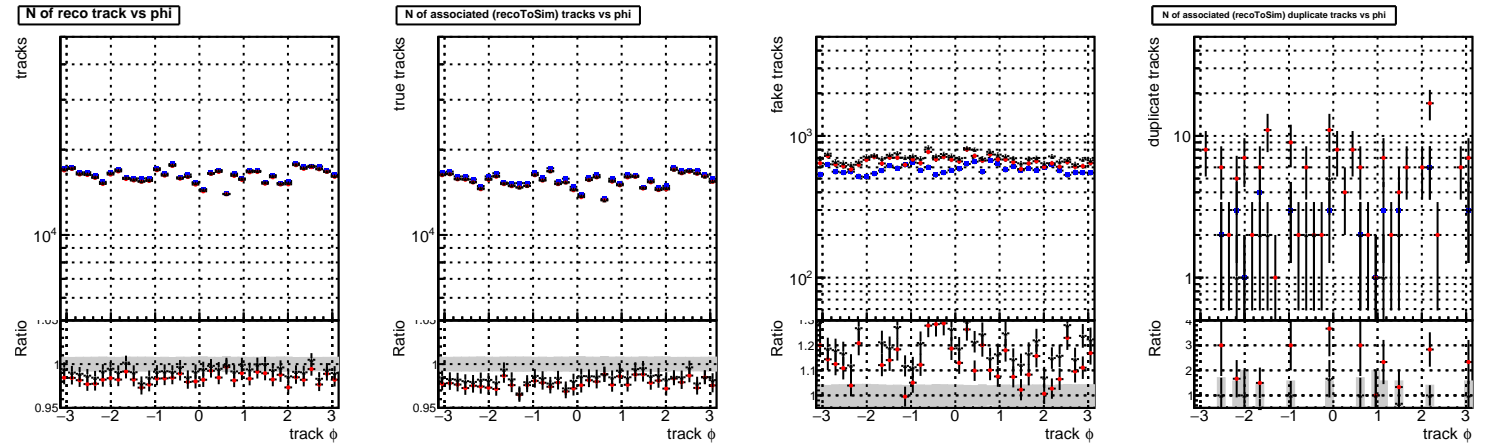 N of reco track vs phi
tracks
10⁴
Ratio
1.05
1
0.95
−3 −2 −1 0 1 2 3
track ϕ
N of associated (recoToSim) tracks vs phi
true tracks
10⁴
Ratio
1.05
1
0.95
−3 −2 −1 0 1 2 3
track ϕ
fake tracks
10³
10²
Ratio
1.3
1.2
1.1
1
−3 −2 −1 0 1 2 3
track ϕ
N of associated (recoToSim) duplicate tracks vs phi
duplicate tracks
10
1
Ratio
4
3
2
1
−3 −2 −1 0 1 2 3
track ϕ